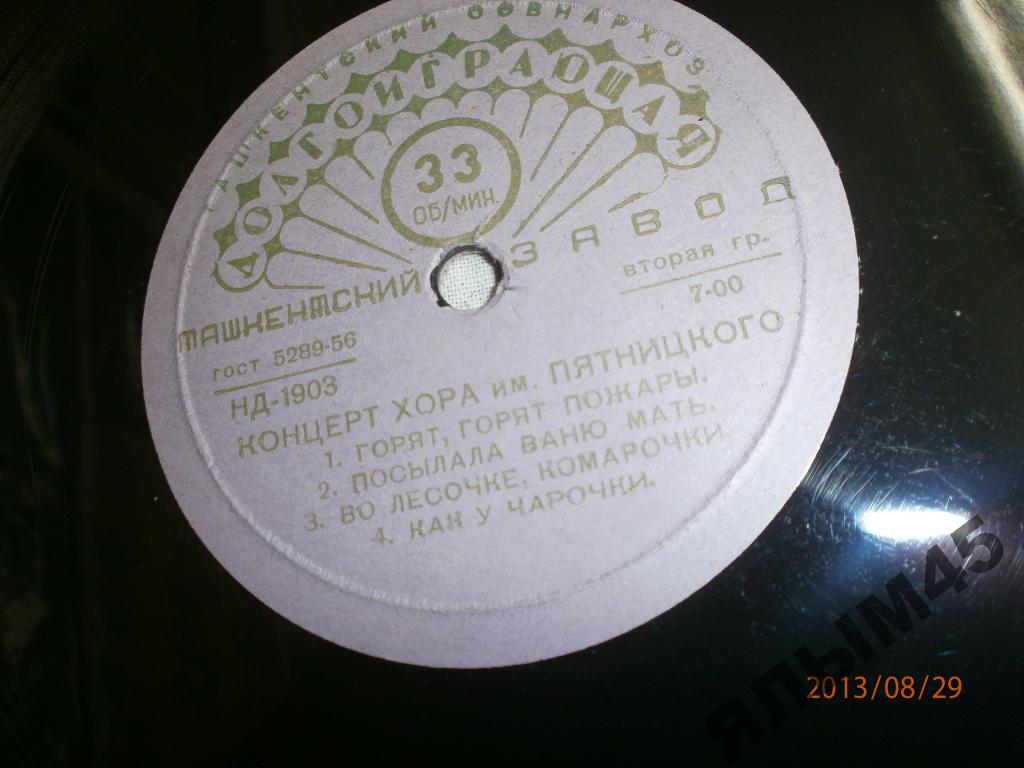 ТАШКЕНТСКИЙ СОВНАРХОЗ
ДОЛГОИГРАЮЩАЯ
33
ОБ/МИН.
ТАШКЕНТСКИЙ ЗАВОД
ГОСТ 5289-56
вторая гр.
НД-1903
7-00
КОНЦЕРТ ХОРА им. ПЯТНИЦКОГО
1. ГОРЯТ, ГОРЯТ ПОЖАРЫ.
2. ПОСЫЛАЛА ВАНЮ МАТЬ.
3. ВО ЛЕСОЧКЕ, КОМАРОЧКИ.
4. КАК У ЧАРОЧКИ.
ЯЛЫМ45
2013/08/29